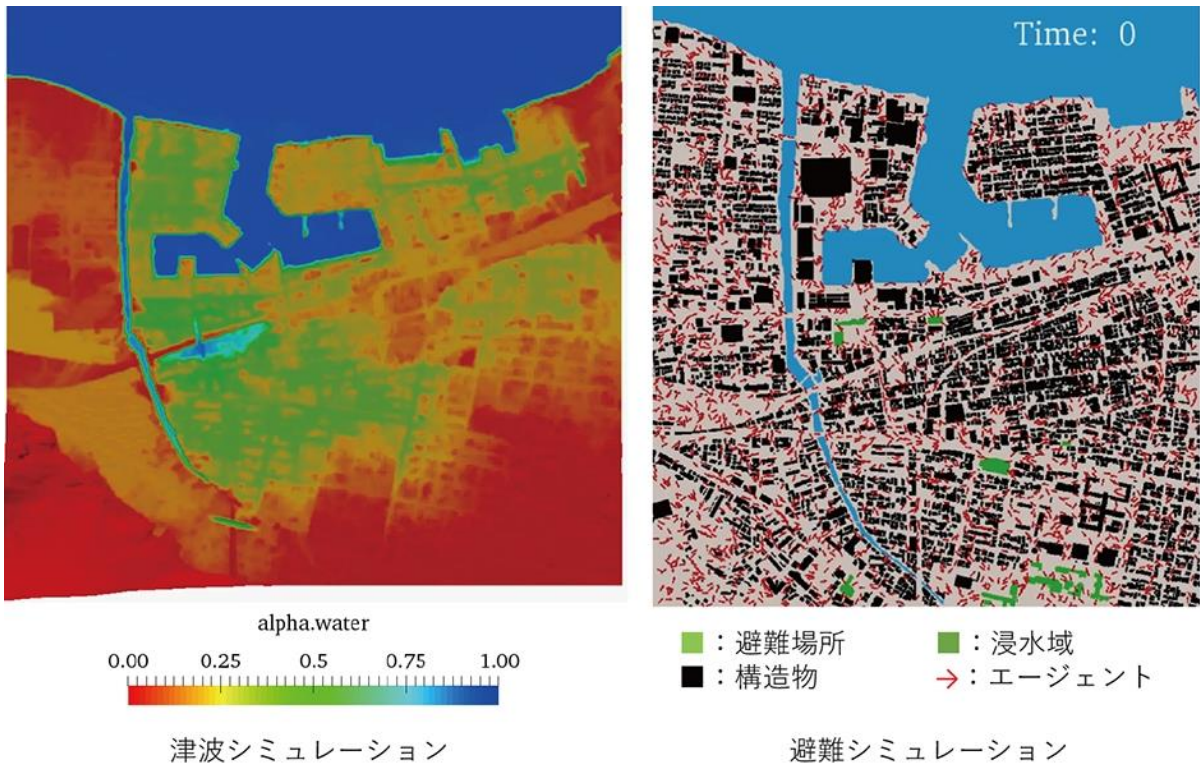 Time: 0
alpha.water
0.00 0.25 0.5 0.75 1.00
■：避難場所 ■：浸水域
■：構造物 →：エージェント
津波シミュレーション 避難シミュレーション